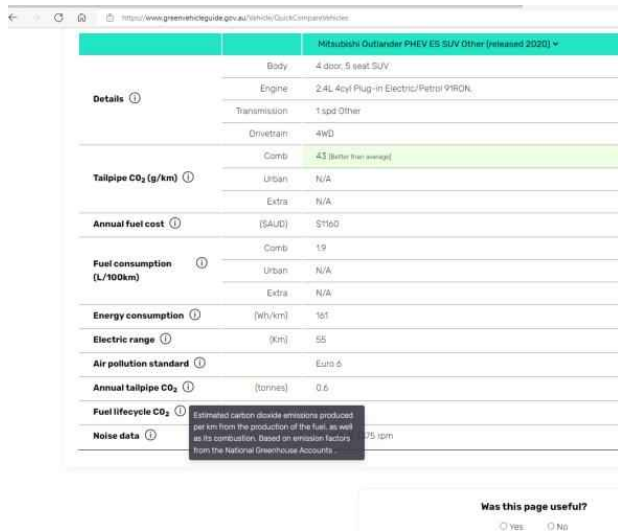 https://www.greenvehicleguide.gov.au/Vehicle/QuickCompareVehicles
Mitsubishi Outlander PHEV ES SUV Other (released 2020)
Details
Body 4 door, 5 seat SUV
Engine 2.4L 4cyl Plug-in Electric/Petrol 91RON,
Transmission 1 spd Other
Drivetrain 4WD
Tailpipe CO₂ (g/km)
Comb 43 (Better than average)
Urban N/A
Extra N/A
Annual fuel cost ($AUD) $1160
Fuel consumption (L/100km)
Comb 1.9
Urban N/A
Extra N/A
Energy consumption (Wh/km) 161
Electric range (Km) 55
Air pollution standard Euro 6
Annual tailpipe CO₂ (tonnes) 0.6
Fuel lifecycle CO₂
Estimated carbon dioxide emissions produced
per km from the production of the fuel, as well
as its combustion. Based on emission factors
from the National Greenhouse Accounts.
Noise data rpm
Was this page useful?
Yes No